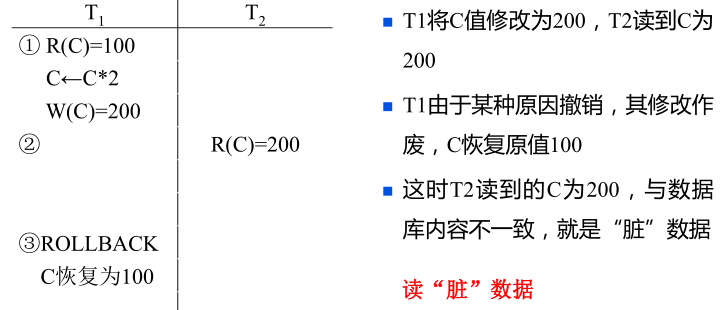 T1 T2
① R(C)=100
C←C*2
W(C)=200
② R(C)=200
③ROLLBACK
C恢复为100
T1将C值修改为200，T2读到C为
200
T1由于某种原因撤销，其修改作
废，C恢复原值100
这时T2读到的C为200，与数据
库内容不一致，就是“脏”数据
读“脏”数据